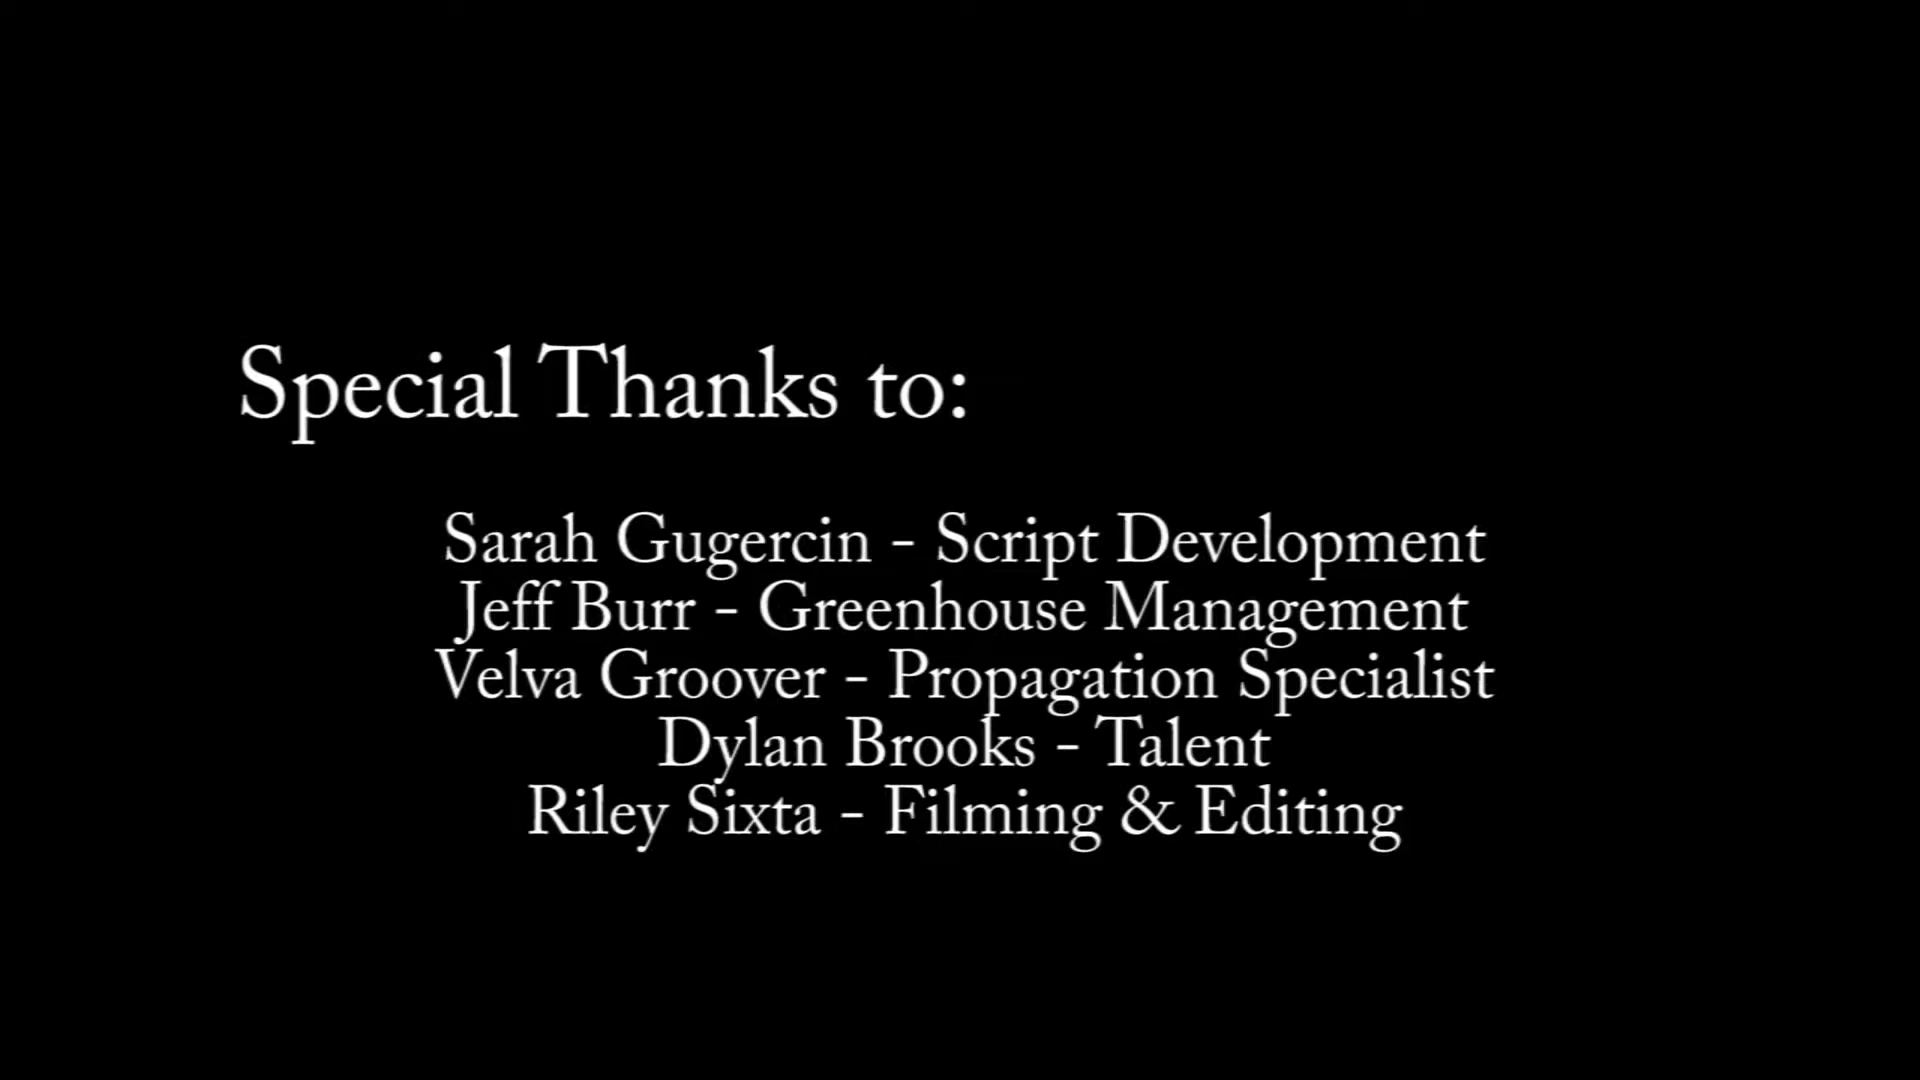 Special Thanks to:
Sarah Gugercin - Script Development
Jeff Burr - Greenhouse Management
Velva Groover - Propagation Specialist
Dylan Brooks - Talent
Riley Sixta - Filming & Editing